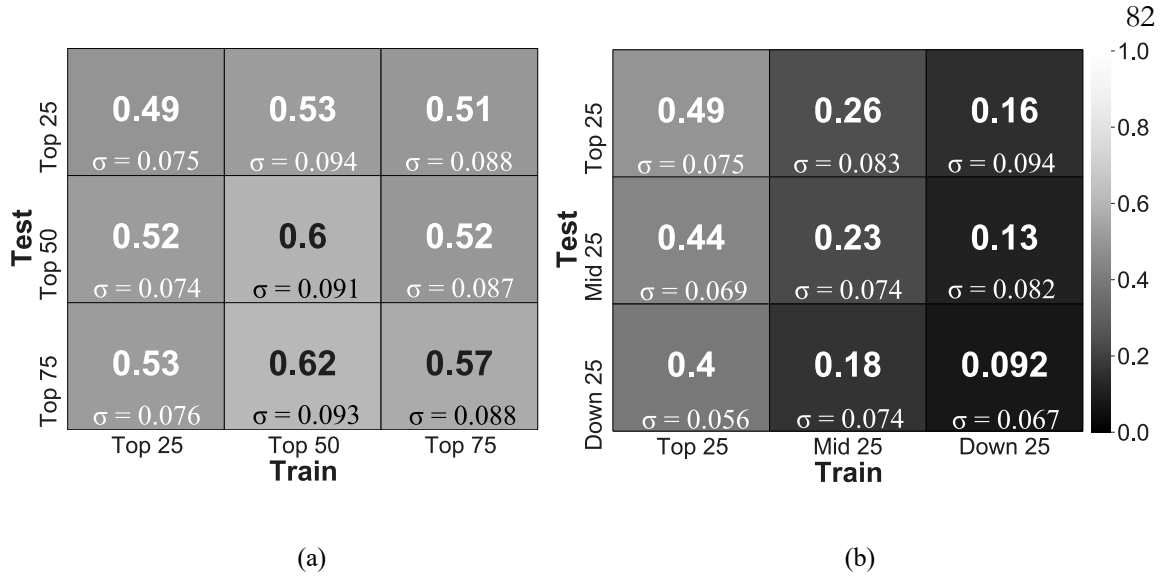 82
Test
Top 25
0.49
σ = 0.075
0.53
σ = 0.094
0.51
σ = 0.088
Top 50
0.52
σ = 0.074
0.6
σ = 0.091
0.52
σ = 0.087
Top 75
0.53
σ = 0.076
0.62
σ = 0.093
0.57
σ = 0.088
Top 25 Top 50 Top 75
Train
(a)
Test
Top 25
0.49
σ = 0.075
0.26
σ = 0.083
0.16
σ = 0.094
Mid 25
0.44
σ = 0.069
0.23
σ = 0.074
0.13
σ = 0.082
Down 25
0.4
σ = 0.056
0.18
σ = 0.074
0.092
σ = 0.067
Top 25 Mid 25 Down 25
Train
1.0
0.8
0.6
0.4
0.2
0.0
(b)